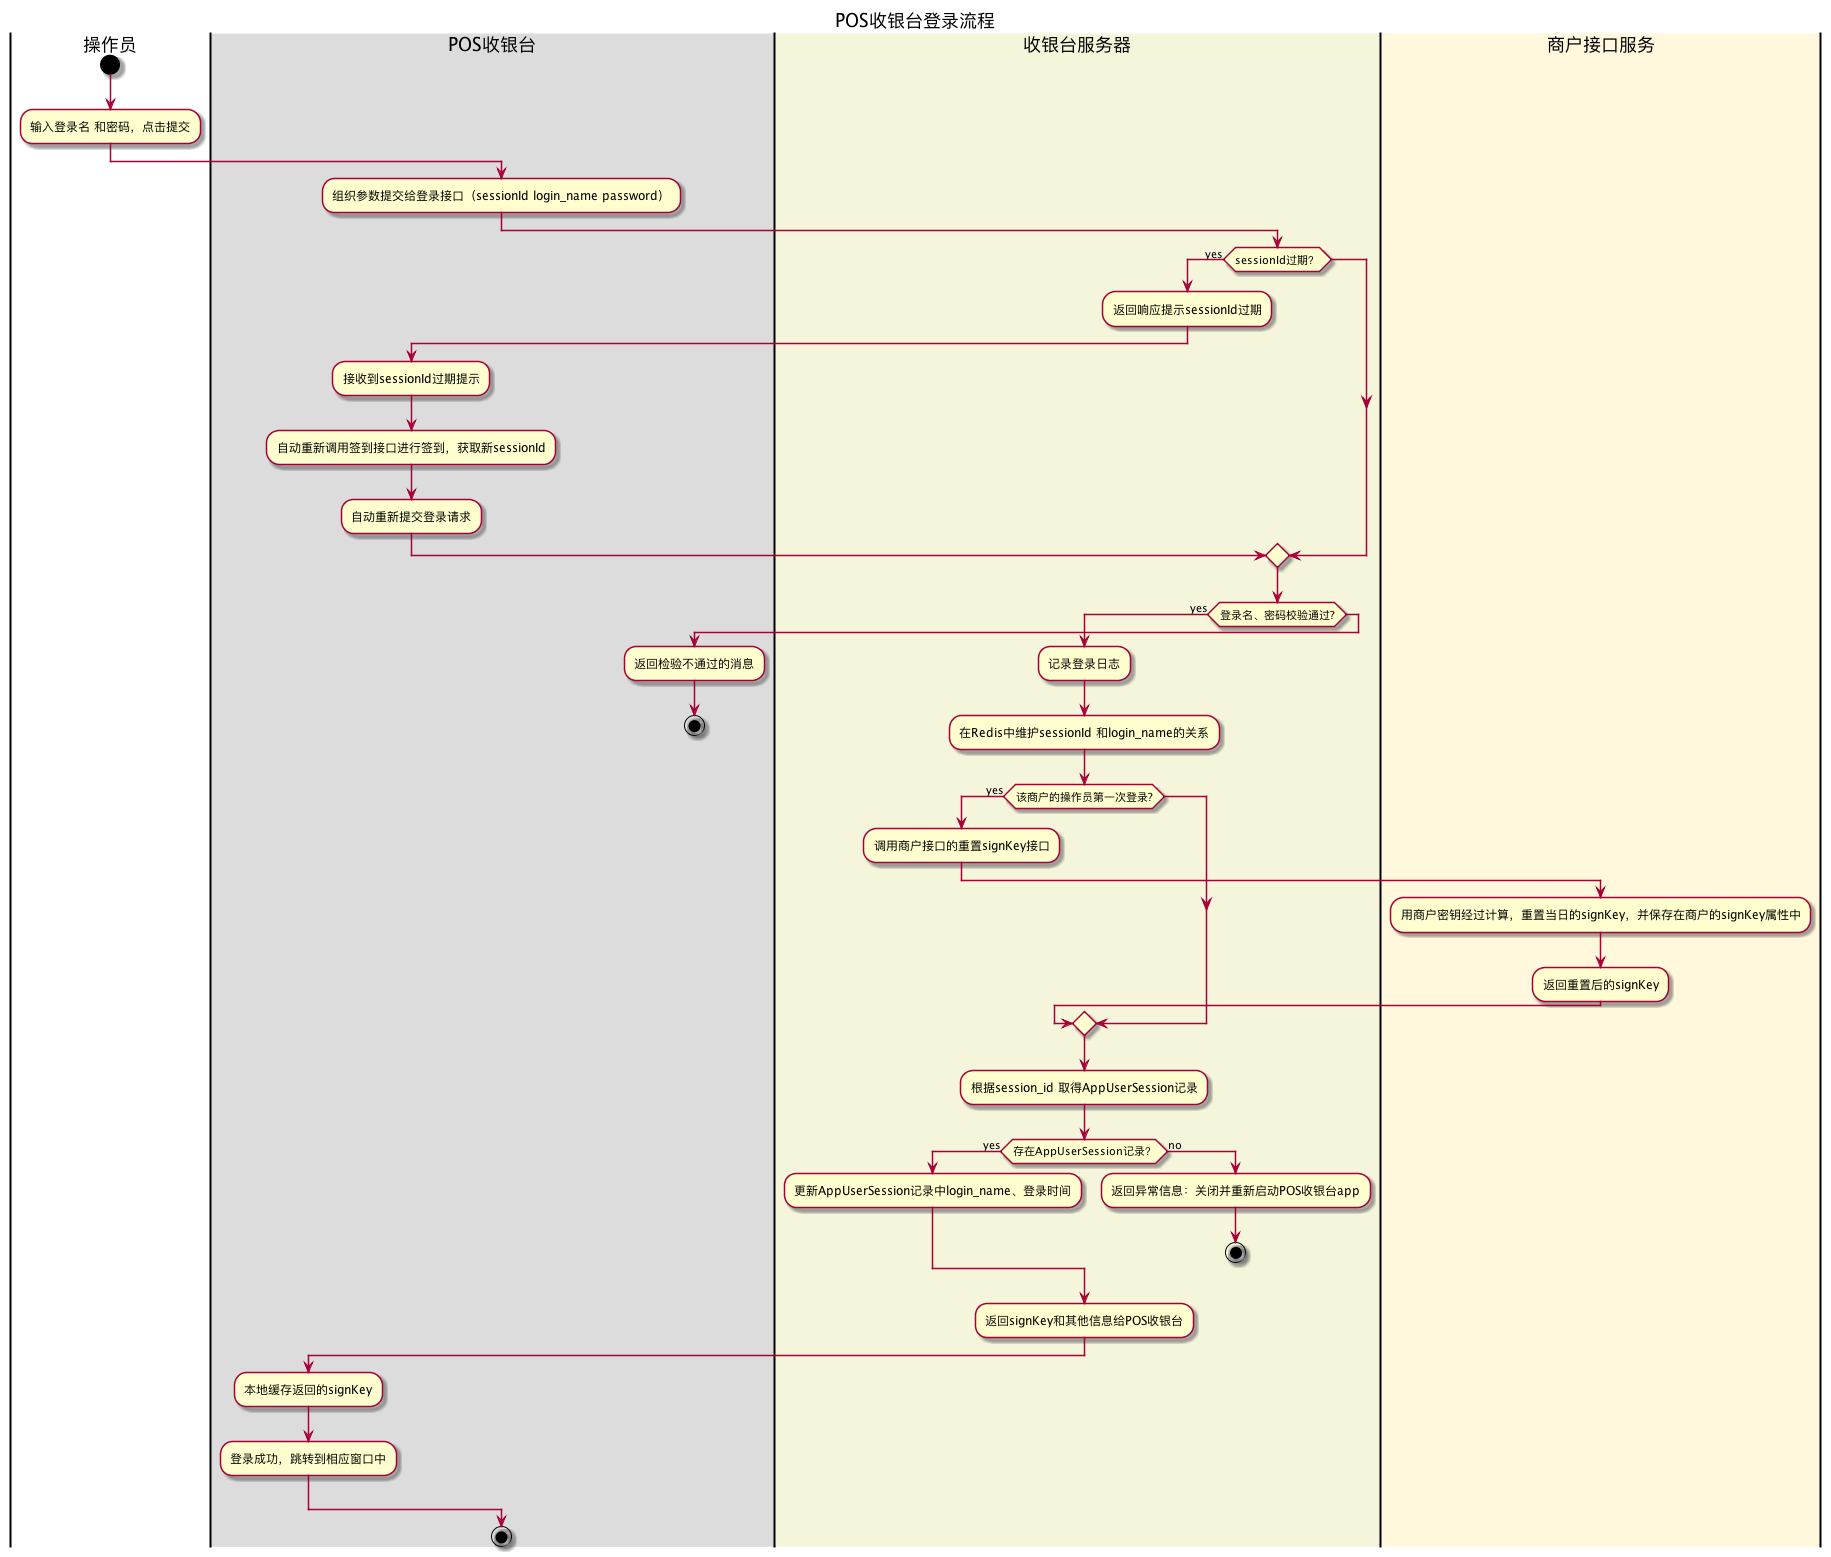 POS收银台登录流程
操作员
POS收银台
收银台服务器
商户接口服务
输入登录名 和密码，点击提交
组织参数提交给登录接口（sessionId login_name password）
yes
sessionId过期?
返回响应提示sessionId过期
接收到sessionId过期提示
自动重新调用签到接口进行签到，获取新sessionId
自动重新提交登录请求
yes
登录名、密码校验通过?
返回检验不通过的消息
记录登录日志
在Redis中维护sessionId 和login_name的关系
yes
该商户的操作员第一次登录?
调用商户接口的重置signKey接口
用商户密钥经过计算，重置当日的signKey，并保存在商户的signKey属性中
返回重置后的signKey
根据session_id 取得AppUserSession记录
yes
存在AppUserSession记录?
no
更新AppUserSession记录中login_name、登录时间
返回异常信息：关闭并重新启动POS收银台app
返回signKey和其他信息给POS收银台
本地缓存返回的signKey
登录成功，跳转到相应窗口中